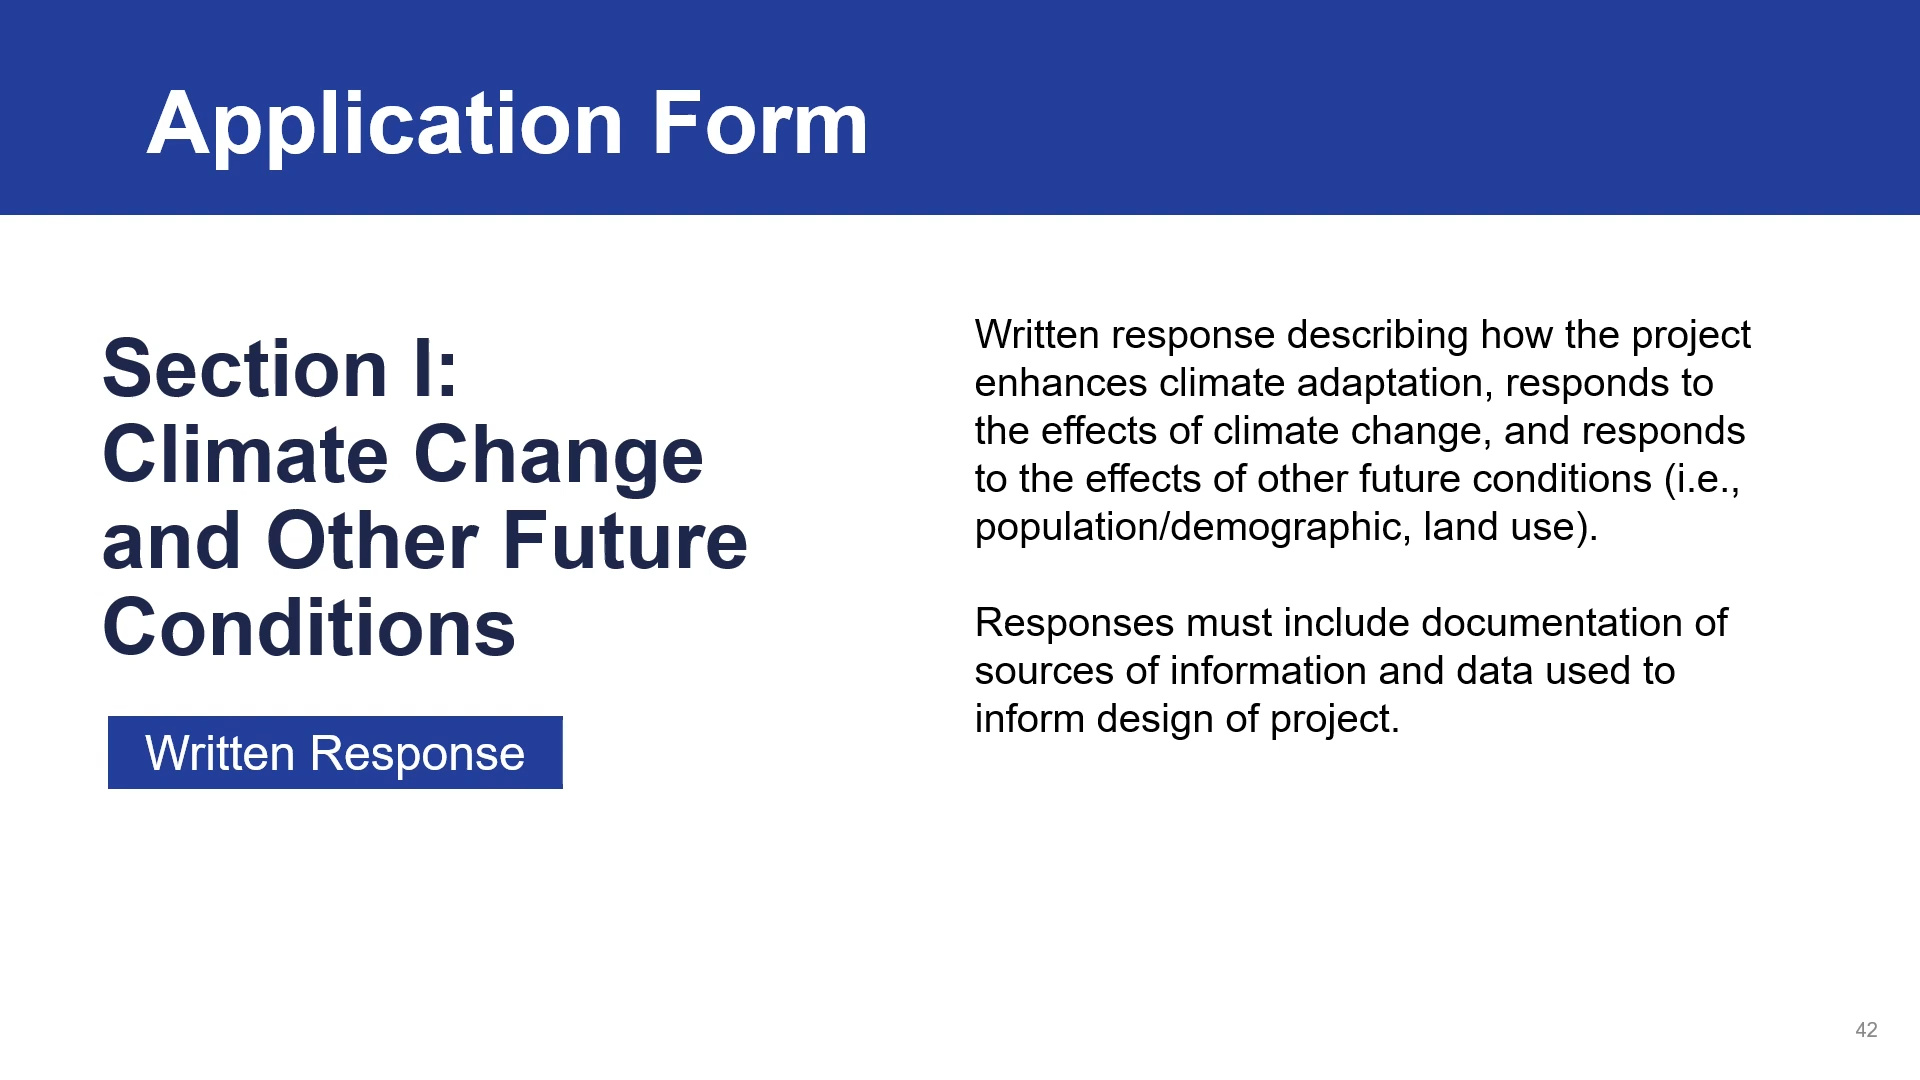 Application Form
Section I:
Climate Change
and Other Future
Conditions
Written Response
Written response describing how the project
enhances climate adaptation, responds to
the effects of climate change, and responds
to the effects of other future conditions (i.e.,
population/demographic, land use).
Responses must include documentation of
sources of information and data used to
inform design of project.
42